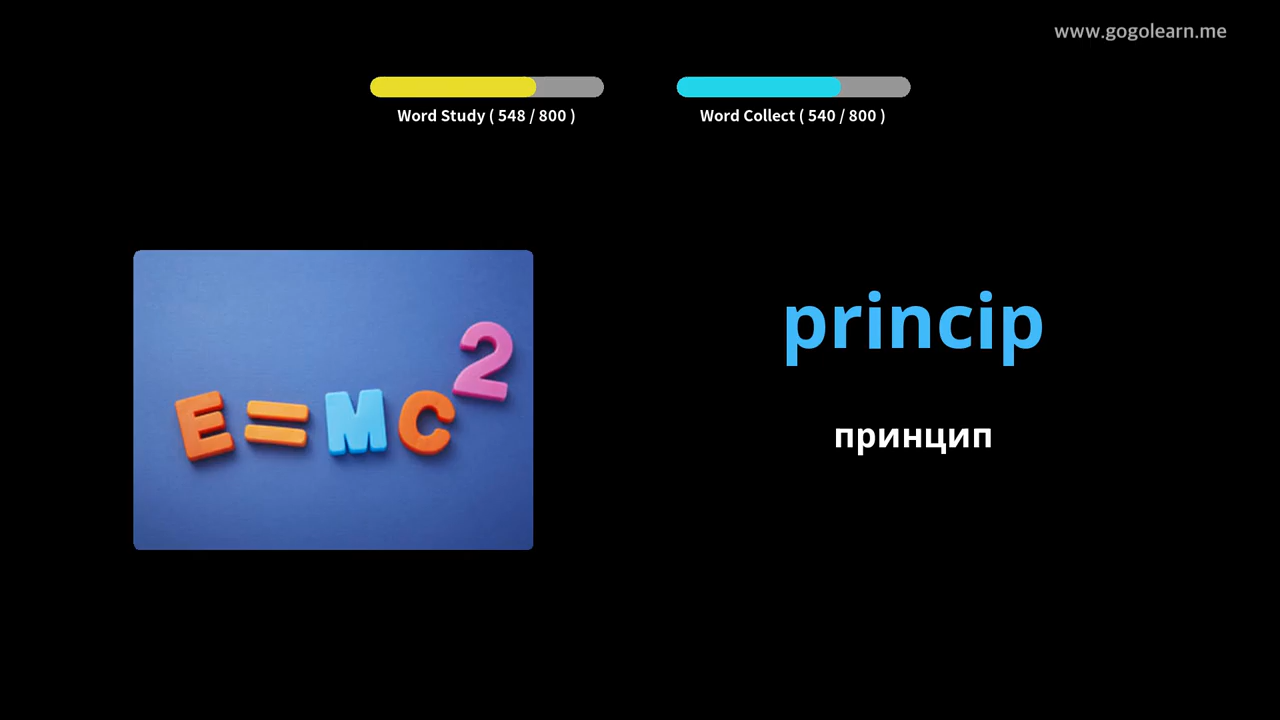 www.gogolearn.me
Word Study ( 548 / 800 )
Word Collect ( 540 / 800 )
E=MC2
princip
принцип